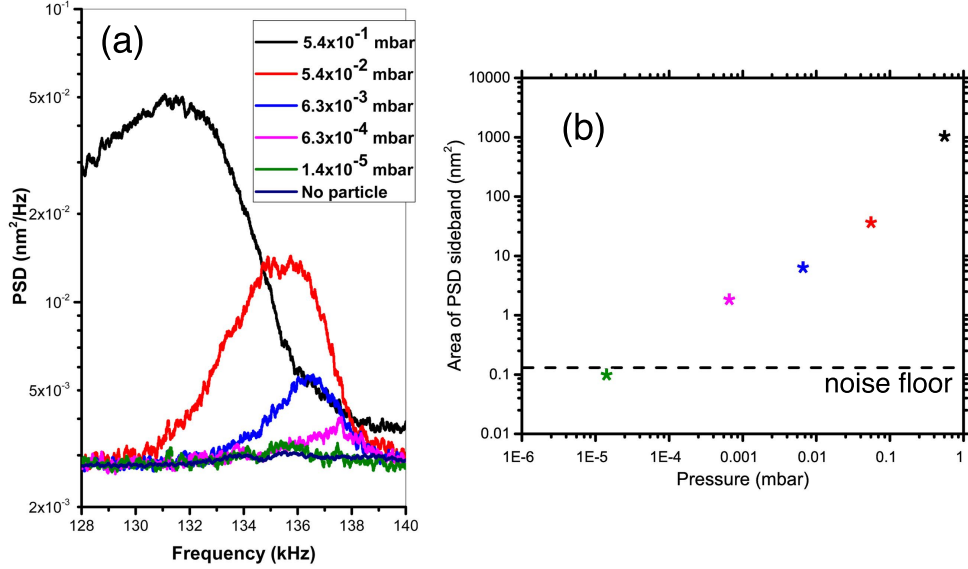 (a)
10⁻¹
5x10⁻²
2x10⁻²
10⁻²
5x10⁻³
2x10⁻³
PSD (nm²/Hz)
5.4x10⁻¹ mbar
5.4x10⁻² mbar
6.3x10⁻³ mbar
6.3x10⁻⁴ mbar
1.4x10⁻⁵ mbar
No particle
128 130 132 134 136 138 140
Frequency (kHz)
(b)
10000
1000
100
10
1
0.1
0.01
Area of PSD sideband (nm²)
noise floor
1E-6 1E-5 1E-4 0.001 0.01 0.1 1
Pressure (mbar)